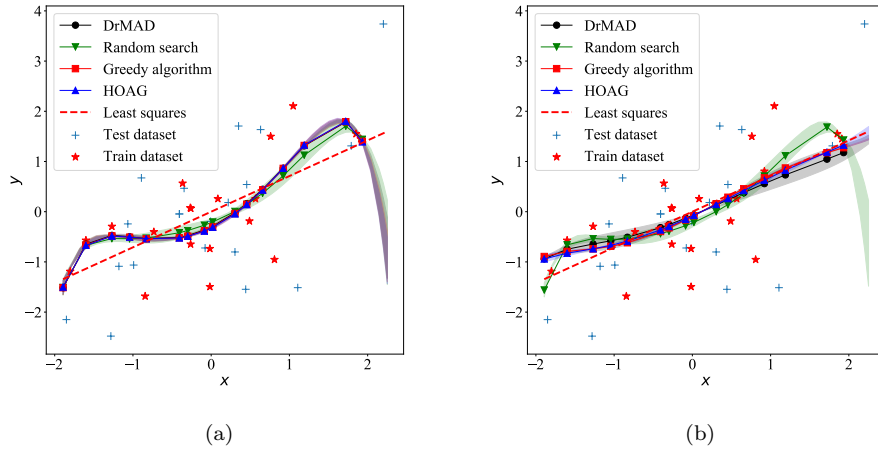 DrMAD
Random search
Greedy algorithm
HOAG
Least squares
Test dataset
Train dataset
4
3
2
1
0
−1
−2
y
−2
−1
0
1
2
x
(a)
DrMAD
Random search
Greedy algorithm
HOAG
Least squares
Test dataset
Train dataset
4
3
2
1
0
−1
−2
y
−2
−1
0
1
2
x
(b)